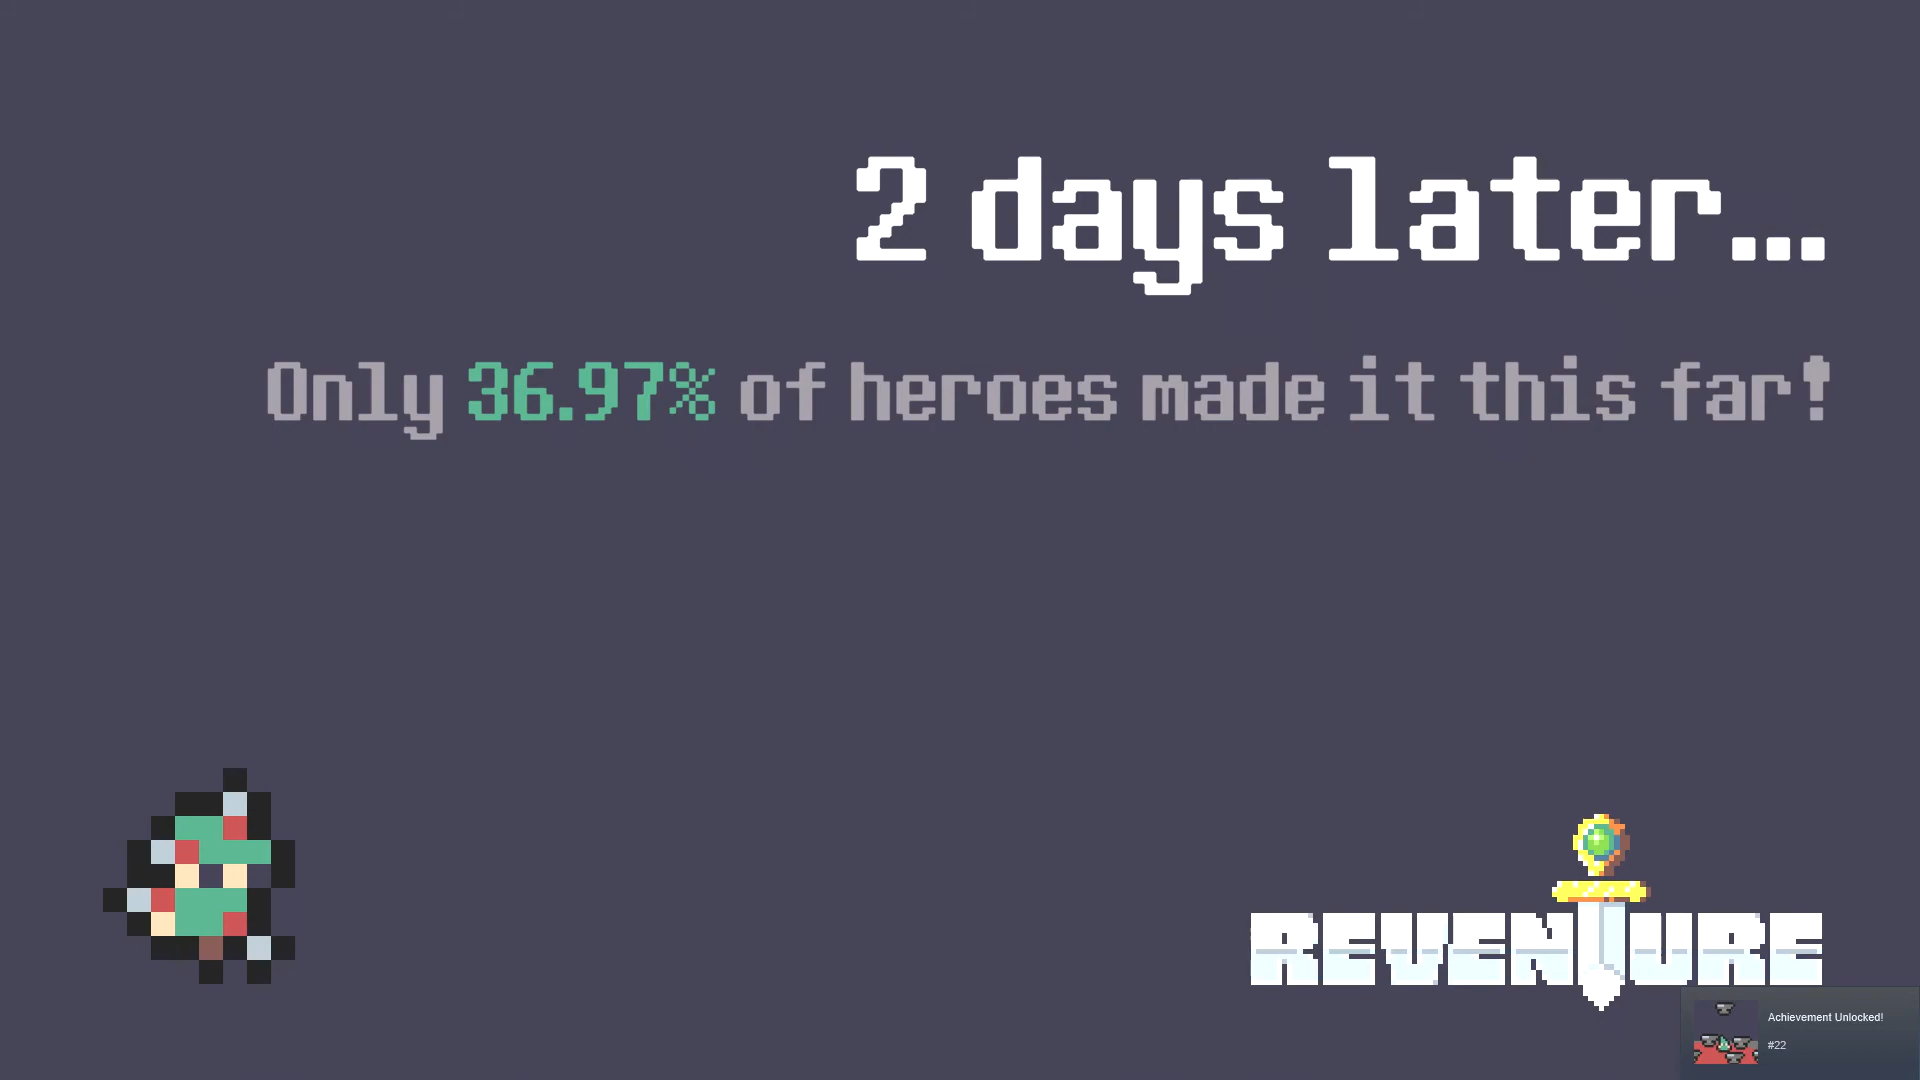 2 days later...
Only 36.97% of heroes made it this far!
REVENTURE
Achievement Unlocked!
#22